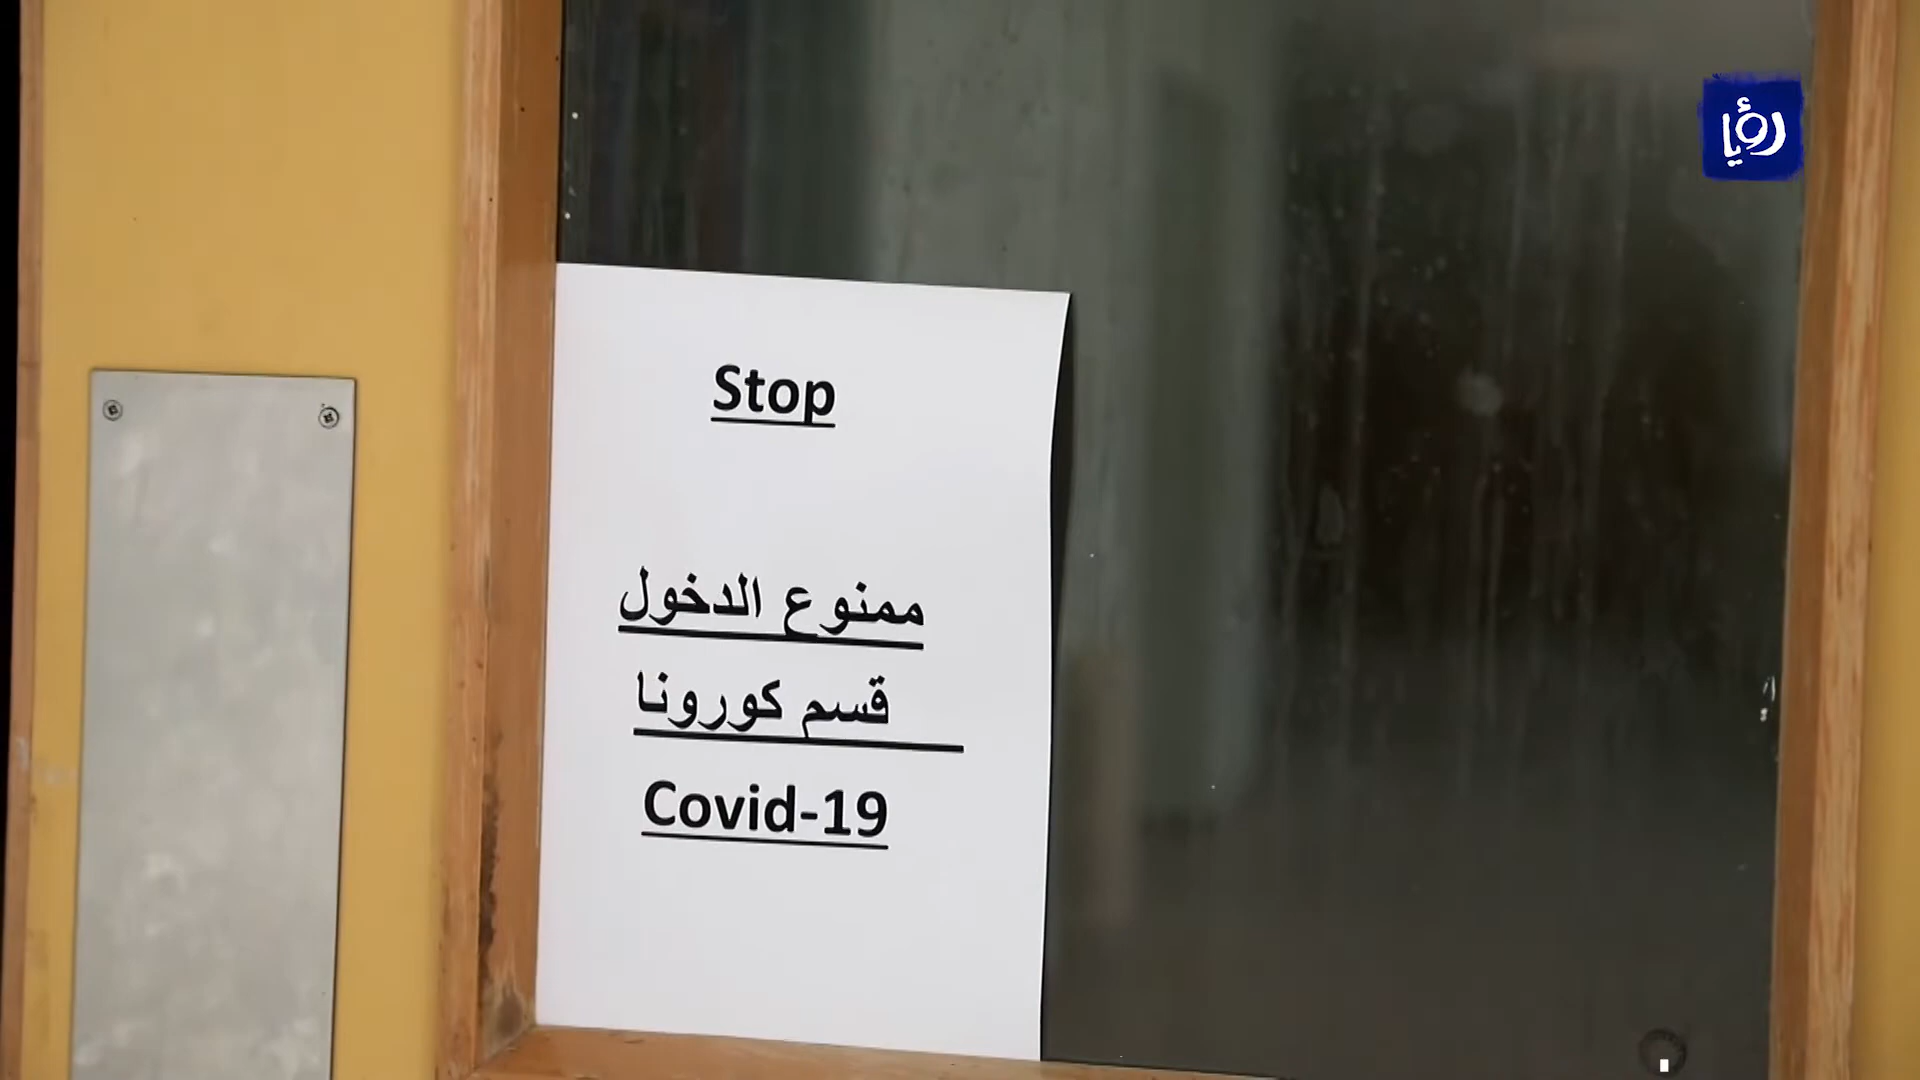 رؤيا
Stop
ممنوع الدخول
قسم كورونا
Covid-19